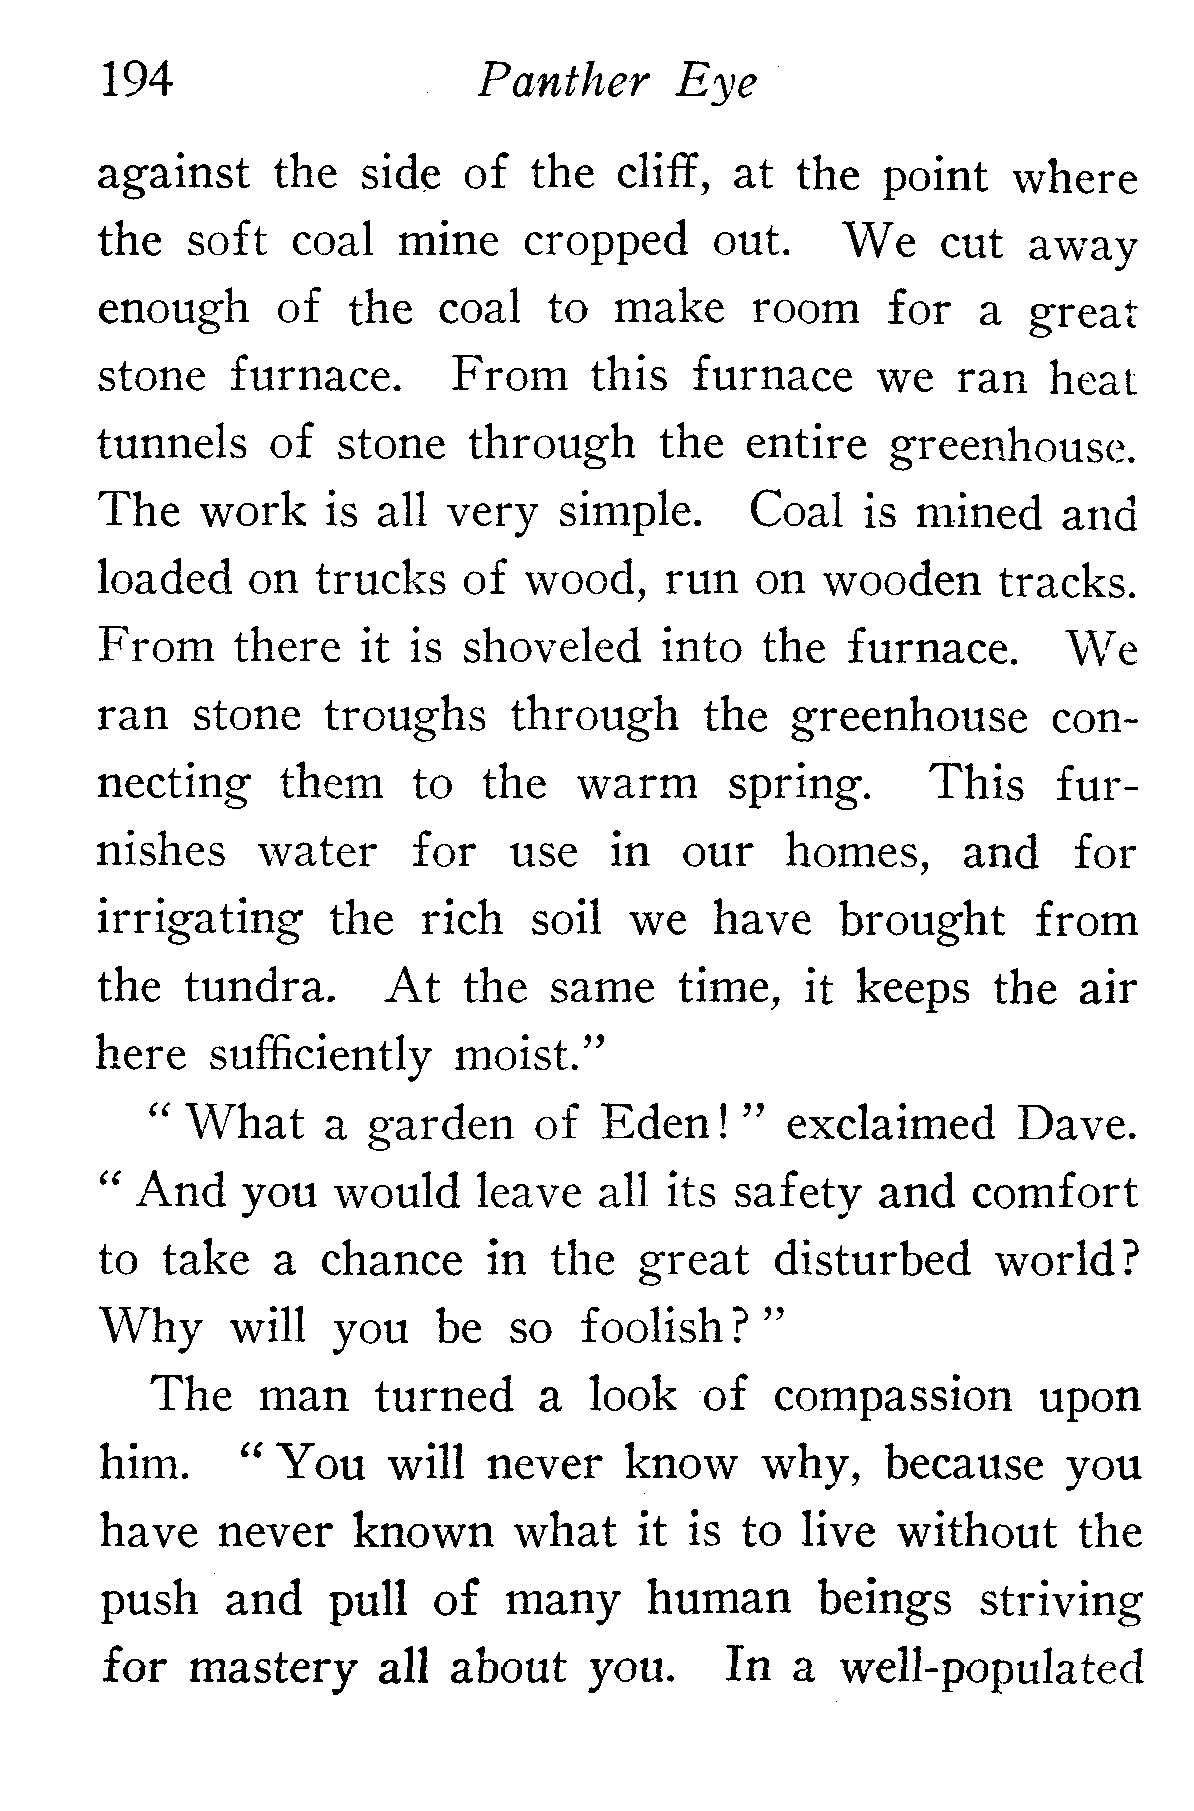 194 Panther Eye
against the side of the cliff, at the point where
the soft coal mine cropped out. We cut away
enough of the coal to make room for a great
stone furnace. From this furnace we ran heat
tunnels of stone through the entire greenhouse.
The work is all very simple. Coal is mined and
loaded on trucks of wood, run on wooden tracks.
From there it is shoveled into the furnace. We
ran stone troughs through the greenhouse con-
necting them to the warm spring. This fur-
nishes water for use in our homes, and for
irrigating the rich soil we have brought from
the tundra. At the same time, it keeps the air
here sufficiently moist.”
“ What a garden of Eden! ” exclaimed Dave.
“ And you would leave all its safety and comfort
to take a chance in the great disturbed world?
Why will you be so foolish? ”
The man turned a look of compassion upon
him. “ You will never know why, because you
have never known what it is to live without the
push and pull of many human beings striving
for mastery all about you. In a well-populated